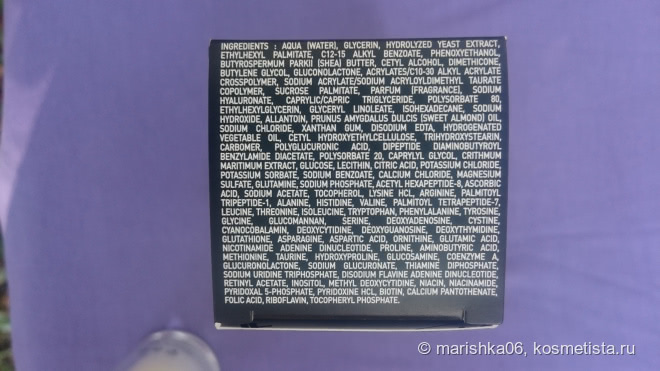 INGREDIENTS : AQUA (WATER), GLYCERIN, HYDROLYZED YEAST EXTRACT,
ETHYLHEXYL PALMITATE, C12-15 ALKYL BENZOATE, PHENOXYETHANOL,
BUTYROSPERMUM PARKII (SHEA) BUTTER, CETYL ALCOHOL, DIMETHICONE,
BUTYLENE GLYCOL, GLUCONOLACTONE, ACRYLATES/C10-30 ALKYL ACRYLATE
CROSSPOLYMER, SODIUM ACRYLATE/SODIUM ACRYLOYLDIMETHYL TAURATE
COPOLYMER, SUCROSE PALMITATE, PARFUM (FRAGRANCE), SODIUM
HYALURONATE, CAPRYLIC/CAPRIC TRIGLYCERIDE, POLYSORBATE 80,
ETHYLHEXYLGLYCERIN, GLYCERYL LINOLEATE, ISOHEXADECANE, SODIUM
HYDROXIDE, ALLANTOIN, PRUNUS AMYGDALUS DULCIS (SWEET ALMOND) OIL,
SODIUM CHLORIDE, XANTHAN GUM, DISODIUM EDTA, HYDROGENATED
VEGETABLE OIL, CETYL HYDROXYETHYLCELLULOSE, TRIHYDROXYSTEARIN,
CARBOMER, POLYGLUCURONIC ACID, DIPEPTIDE DIAMINOBUTYROYL
BENZYLAMIDE DIACETATE, POLYSORBATE 20, CAPRYLYL GLYCOL, CRITHMUM
MARITIMUM EXTRACT, GLUCOSE, LECITHIN, CITRIC ACID, POTASSIUM CHLORIDE,
POTASSIUM SORBATE, SODIUM BENZOATE, CALCIUM CHLORIDE, MAGNESIUM
SULFATE, GLUTAMINE, SODIUM PHOSPHATE, ACETYL HEXAPEPTIDE-8, ASCORBIC
ACID, SODIUM ACETATE, TOCOPHEROL, LYSINE HCL, ARGININE, PALMITOYL
TRIPEPTIDE-1, ALANINE, HISTIDINE, VALINE, PALMITOYL TETRAPEPTIDE-7,
LEUCINE, THREONINE, ISOLEUCINE, TRYPTOPHAN, PHENYLALANINE, TYROSINE,
GLYCINE, GLUCOMANNAN, SERINE, DEOXYADENOSINE, CYSTINE,
CYANOCOBALAMIN, DEOXYCYTIDINE, DEOXYGUANOSINE, DEOXYTHYMIDINE,
GLUTATHIONE, ASPARAGINE, ASPARTIC ACID, ORNITHINE, GLUTAMIC ACID,
NICOTINAMIDE ADENINE DINUCLEOTIDE, PROLINE, AMINOBUTYRIC ACID,
METHIONINE, TAURINE, HYDROXYPROLINE, GLUCOSAMINE, COENZYME A,
GLUCURONOLACTONE, SODIUM GLUCURONATE, THIAMINE DIPHOSPHATE,
SODIUM URIDINE TRIPHOSPHATE, DISODIUM FLAVINE ADENINE DINUCLEOTIDE,
RETINYL ACETATE, INOSITOL, METHYL DEOXYCYTIDINE, NIACIN, NIACINAMIDE,
PYRIDOXAL 5-PHOSPHATE, PYRIDOXINE HCL, BIOTIN, CALCIUM PANTOTHENATE,
FOLIC ACID, RIBOFLAVIN, TOCOPHERYL PHOSPHATE.
© marishka06, kosmetista.ru